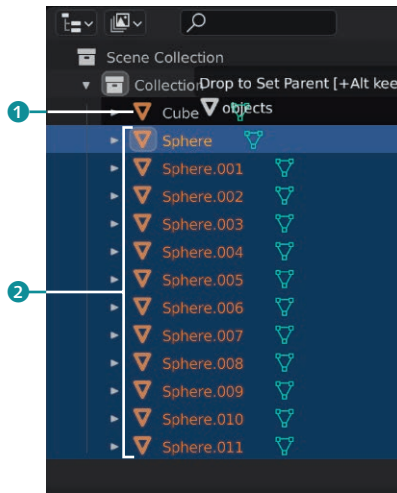 Scene Collection
Collection Drop to Set Parent [+Alt kee
1 Cube objects
Sphere
Sphere.001
Sphere.002
Sphere.003
Sphere.004
Sphere.005
2
Sphere.006
Sphere.007
Sphere.008
Sphere.009
Sphere.010
Sphere.011